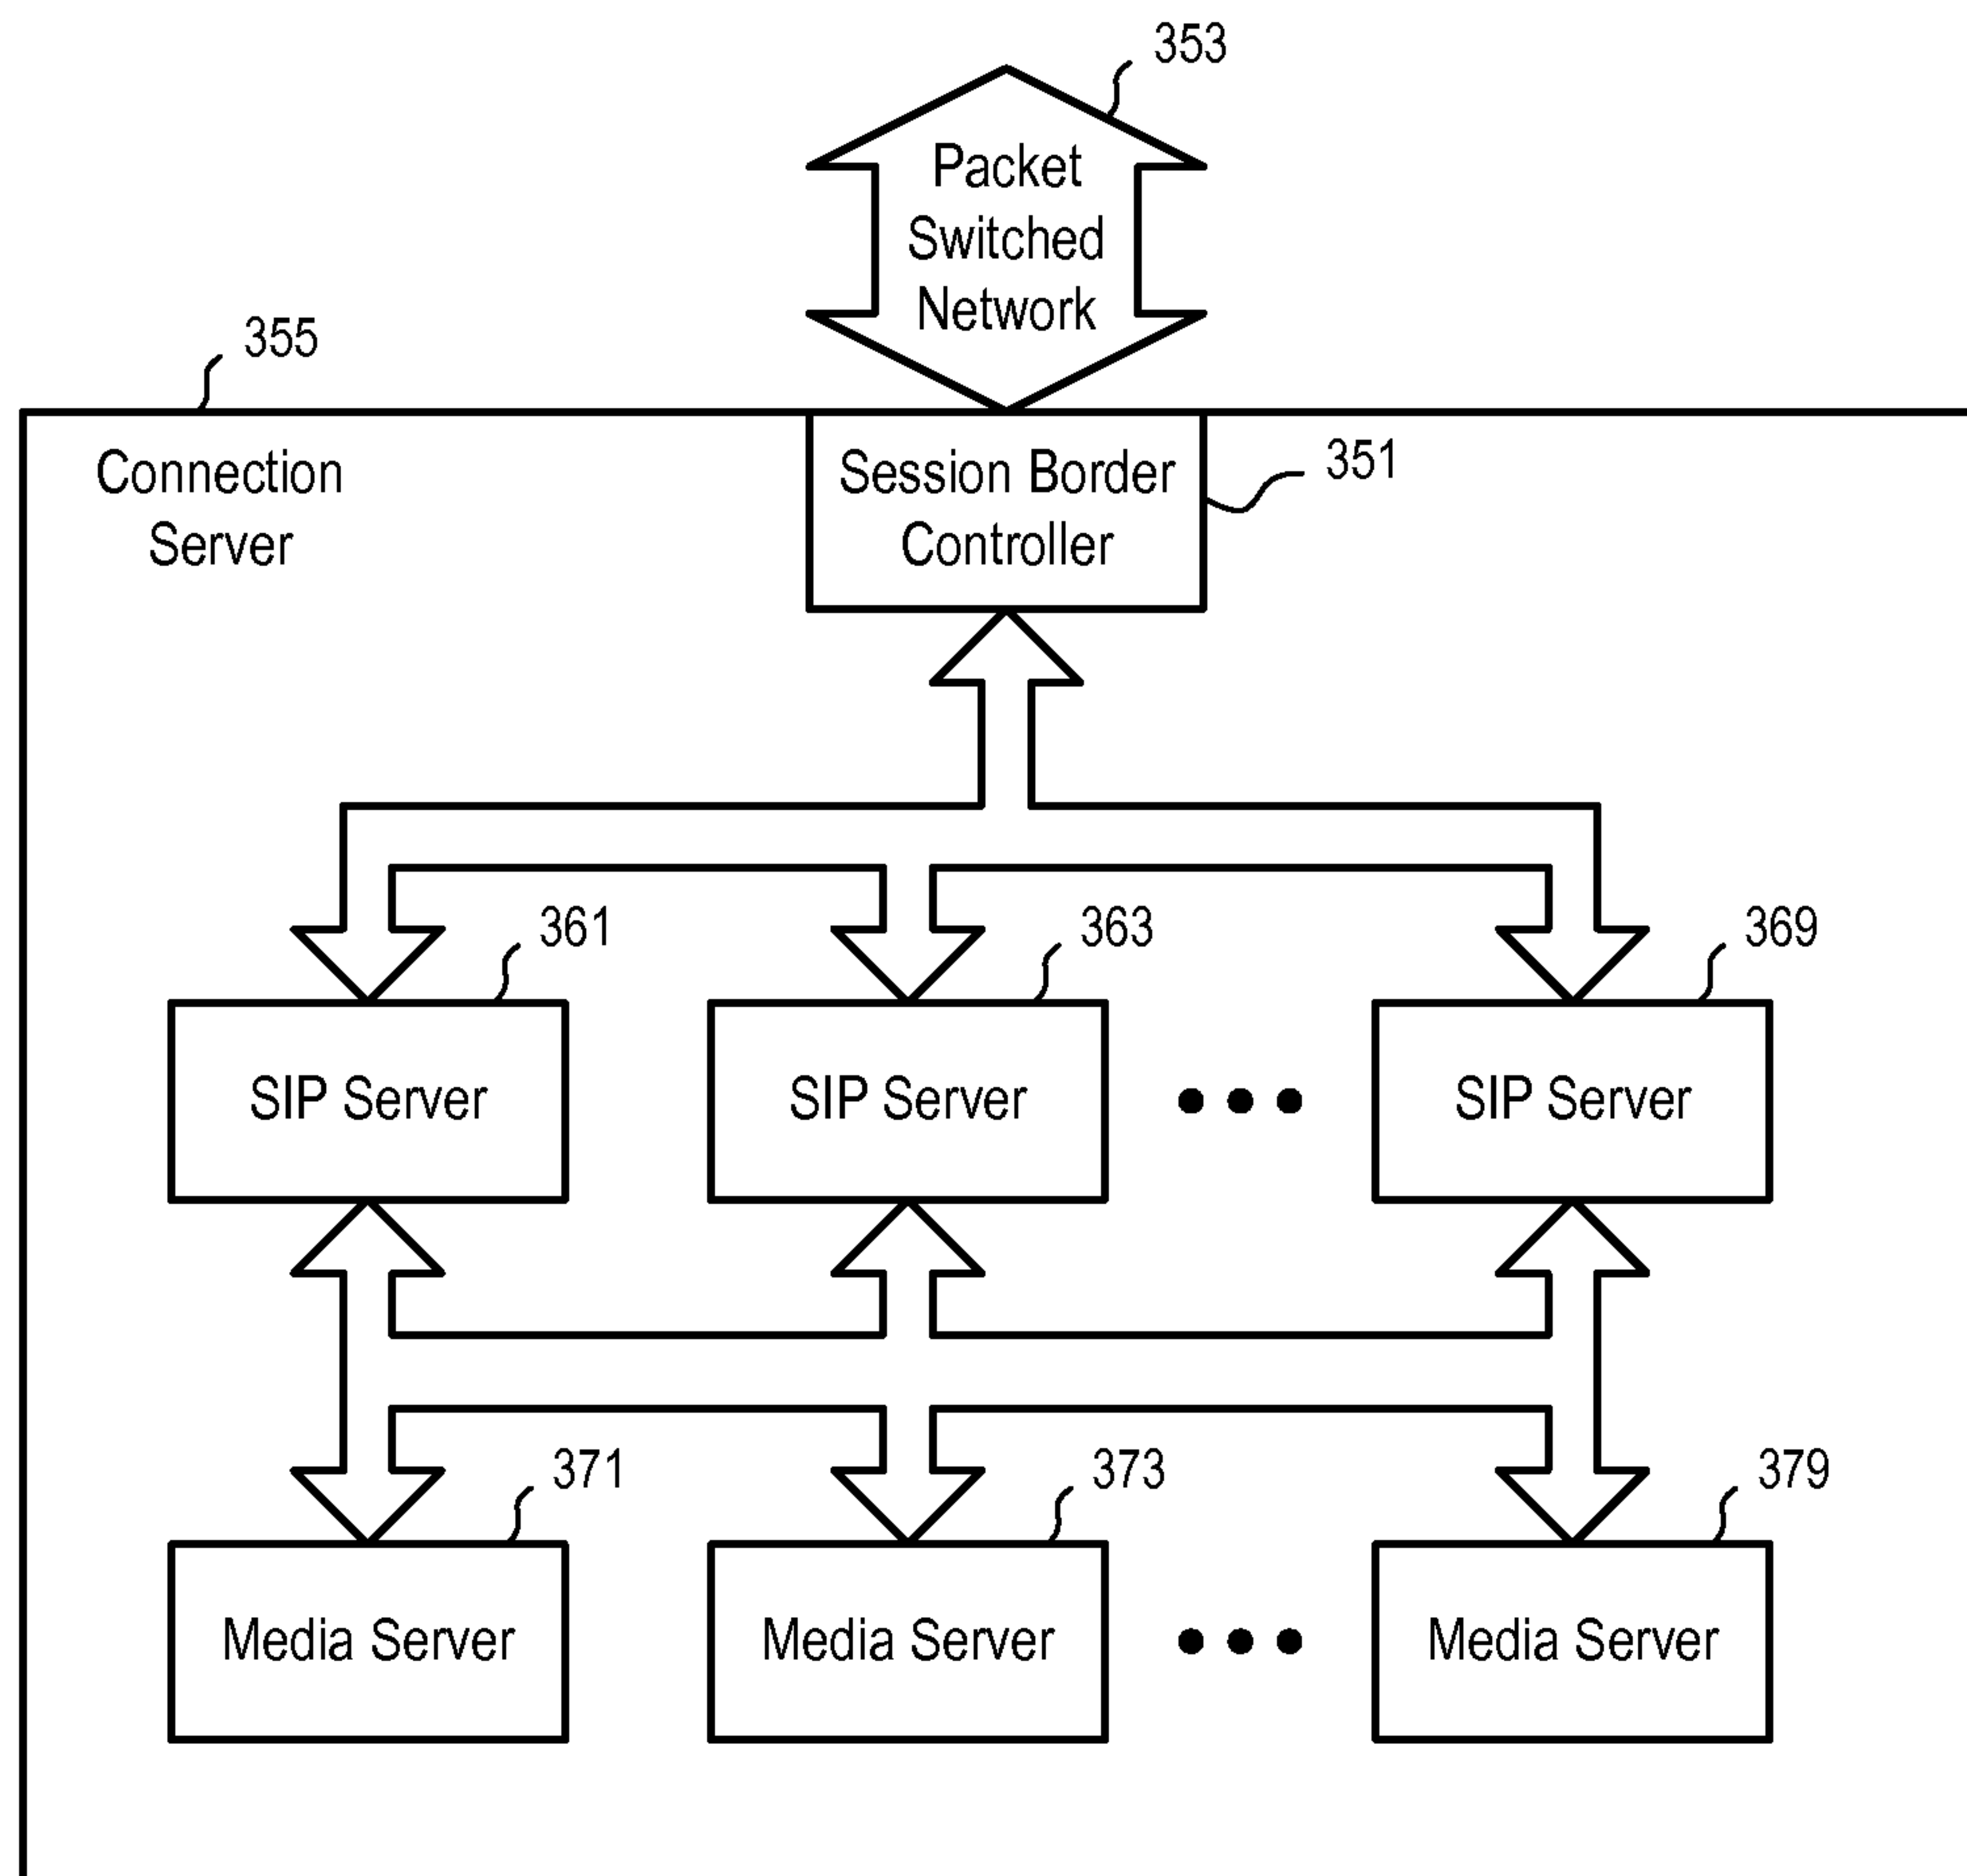 353
Packet
Switched
Network
355
Connection
Server
Session Border
Controller
351
361
363
369
SIP Server
SIP Server
SIP Server
371
373
379
Media Server
Media Server
Media Server